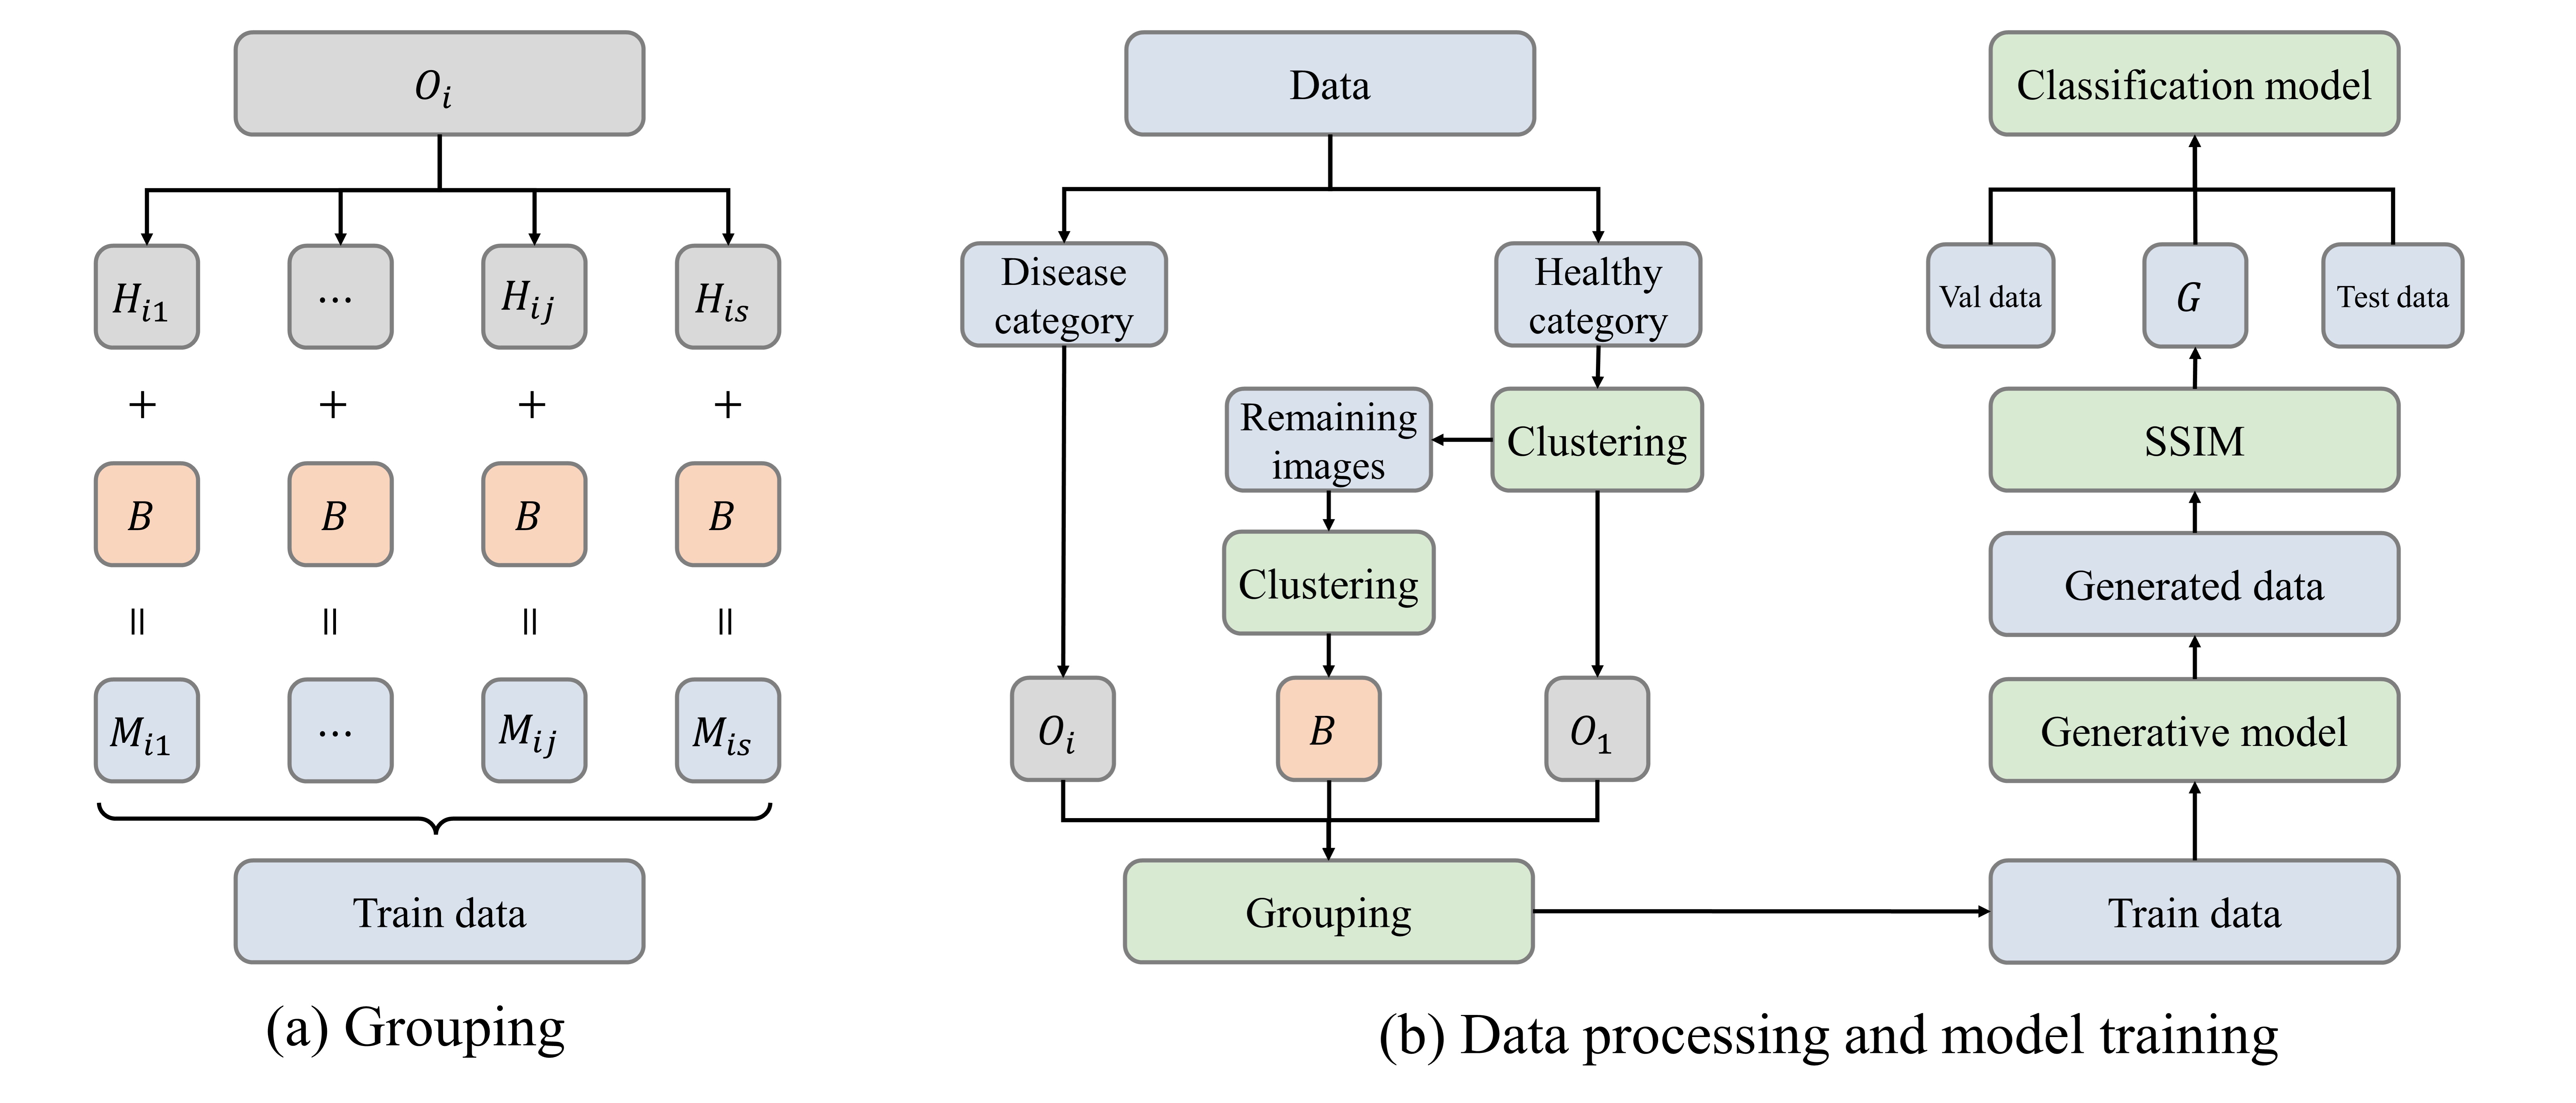 O_i
H_{i1} ... H_{ij} H_{is}
+ + + +
B B B B
= = = =
M_{i1} ... M_{ij} M_{is}
Train data
(a) Grouping
Data
Disease
category
Healthy
category
Remaining
images
Clustering
Clustering
O_i
B
O_1
Grouping
Classification model
Val data
G
Test data
SSIM
Generated data
Generative model
Train data
(b) Data processing and model training